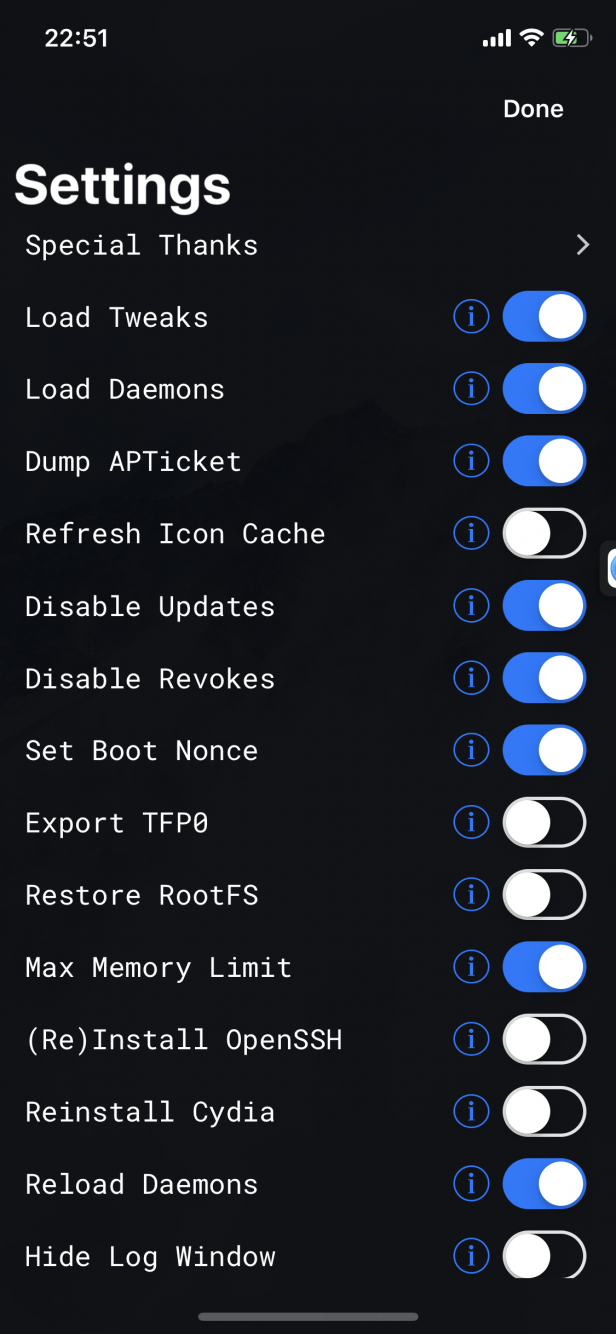 22:51
Done
Settings
Special Thanks
Load Tweaks
Load Daemons
Dump APTicket
Refresh Icon Cache
Disable Updates
Disable Revokes
Set Boot Nonce
Export TFP0
Restore RootFS
Max Memory Limit
(Re)Install OpenSSH
Reinstall Cydia
Reload Daemons
Hide Log Window